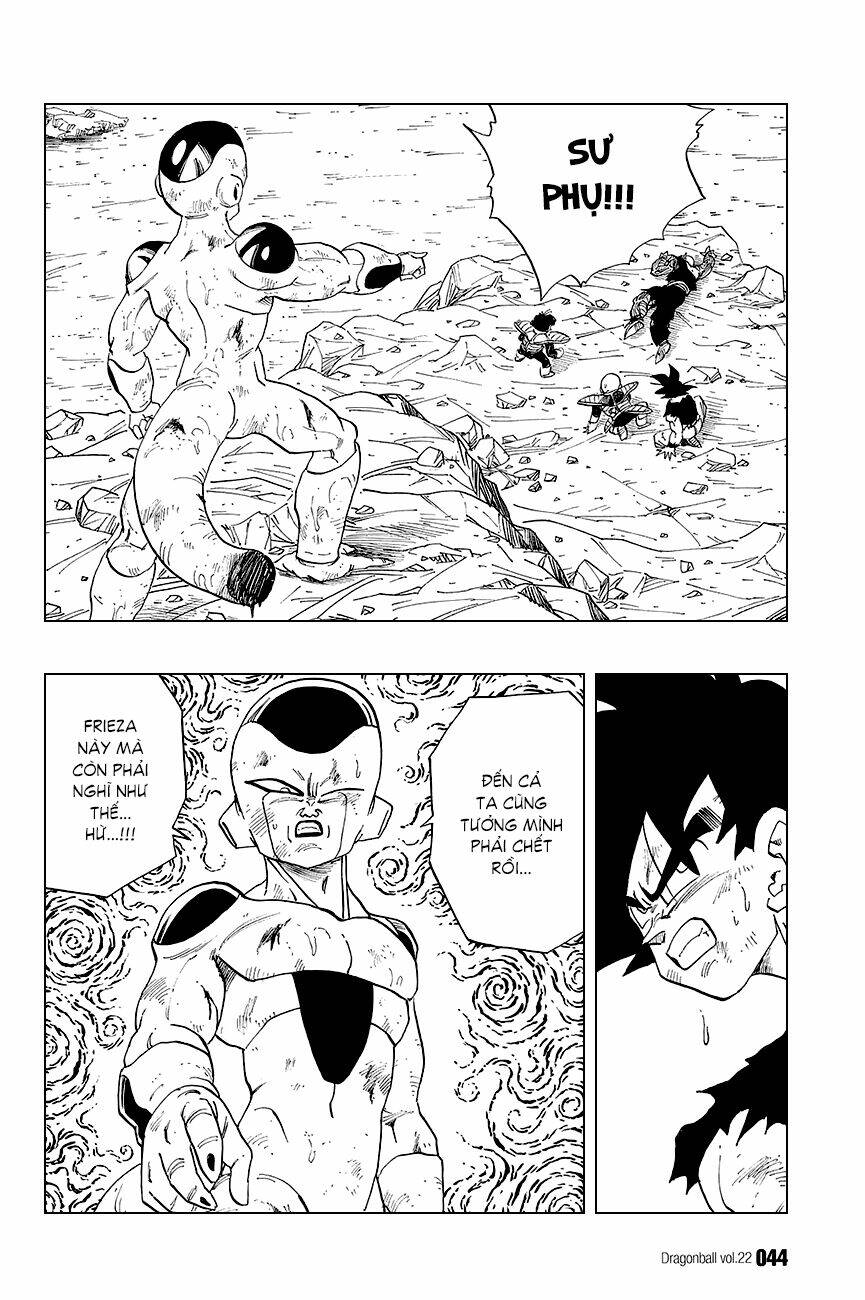 SƯ
PHỤ!!!
ĐẾN CẢ
TA CŨNG
TƯỞNG MÌNH
PHẢI CHẾT
RỒI...
FRIEZA
NÀY MÀ
CÒN PHẢI
NGHĨ NHƯ
THẾ...
HỪ...!!!
Dragonball vol.22 044